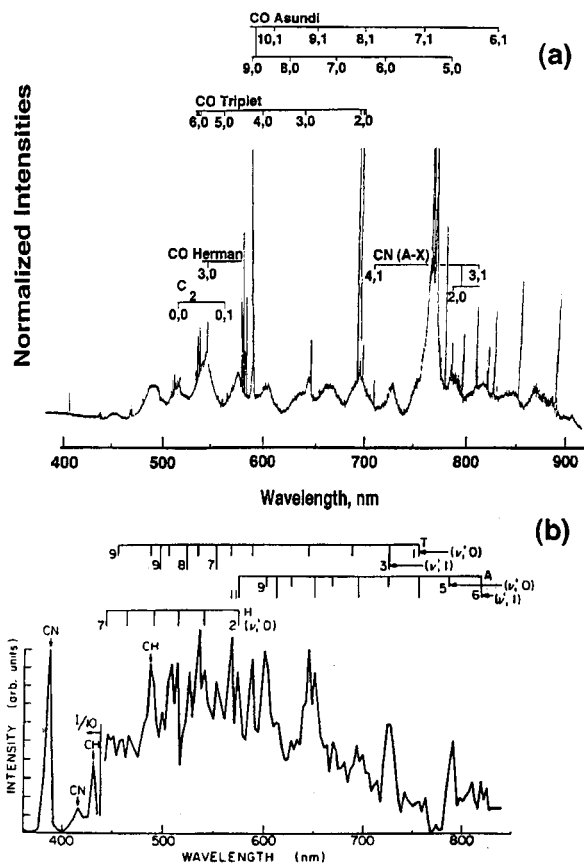 CO Asundi
10,1 9,1 8,1 7,1 6,1
9,0 8,0 7,0 6,0 5,0
(a)
CO Triplet
6,0 5,0 4,0 3,0 2,0
Normalized Intensities
CO Herman
3,0
CN (A-X)
4,1 3,1
2,0
C2
0,0 0,1
400 500 600 700 800 900
Wavelength, nm
(b)
T
9 9 8 7 3 1 (v',0)
(v',1)
A
11 9 5 (v',0)
6 (v',1)
H
7 2 (v',0)
CN
CH
1/10
CH
CN
INTENSITY (arb. units)
400 500 600 700 800
WAVELENGTH (nm)